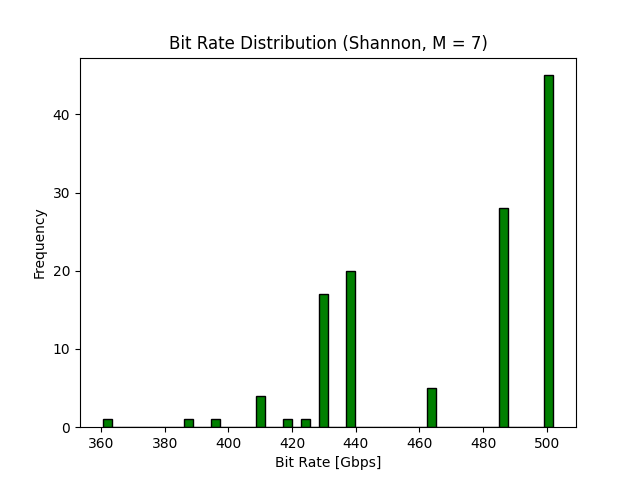 Bit Rate Distribution (Shannon, M = 7)
Frequency
40
30
20
10
0
360 380 400 420 440 460 480 500
Bit Rate [Gbps]